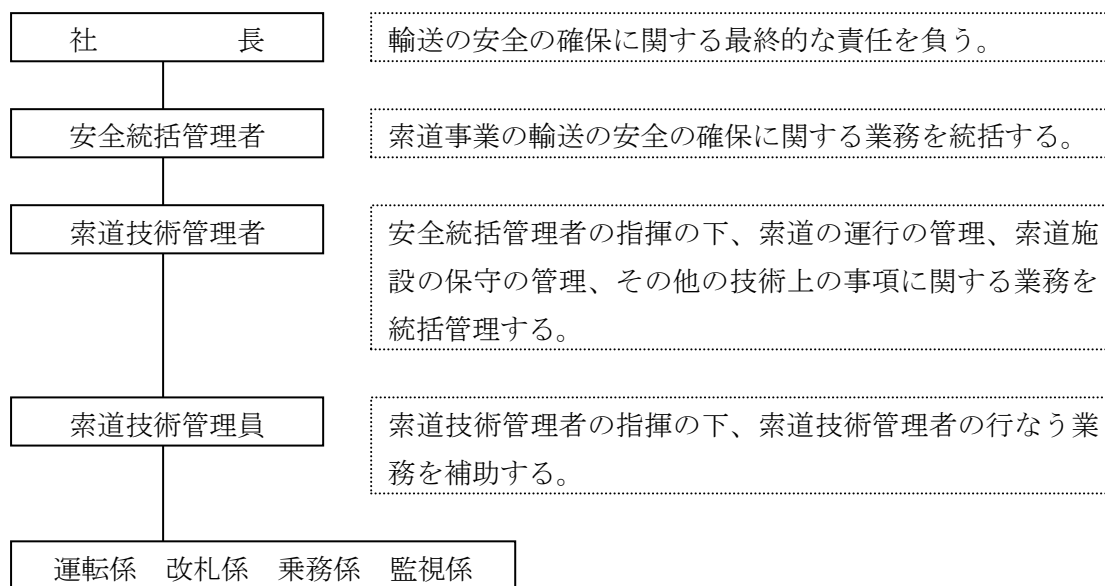 社　　　　　　長
輸送の安全の確保に関する最終的な責任を負う。
安全統括管理者
索道事業の輸送の安全の確保に関する業務を統括する。
索道技術管理者
安全統括管理者の指揮の下、索道の運行の管理、索道施
設の保守の管理、その他の技術上の事項に関する業務を
統括管理する。
索道技術管理員
索道技術管理者の指揮の下、索道技術管理者の行なう業
務を補助する。
運転係　改札係　乗務係　監視係